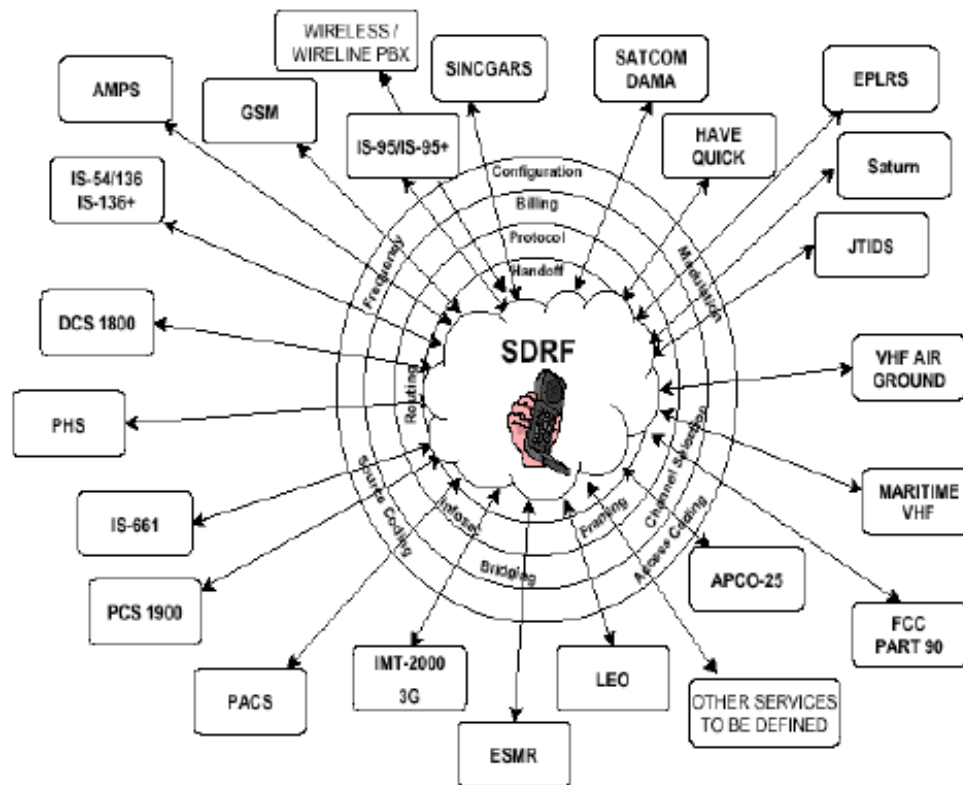 WIRELESS /
WIRELINE PBX
SINCGARS
SATCOM
DAMA
EPLRS
AMPS
GSM
IS-95/IS-95+
HAVE
QUICK
Saturn
IS-54/136
IS-136+
JTIDS
Configuration
Billing
Protocol
Handoff
Frequency
Modulation
DCS 1800
SDRF
VHF AIR
GROUND
PHS
Routing
Source Coding
Infosec
Bridging
Framing
Channel Selection
Access Coding
MARITIME
VHF
IS-661
APCO-25
PCS 1900
FCC
PART 90
PACS
IMT-2000
3G
LEO
OTHER SERVICES
TO BE DEFINED
ESMR